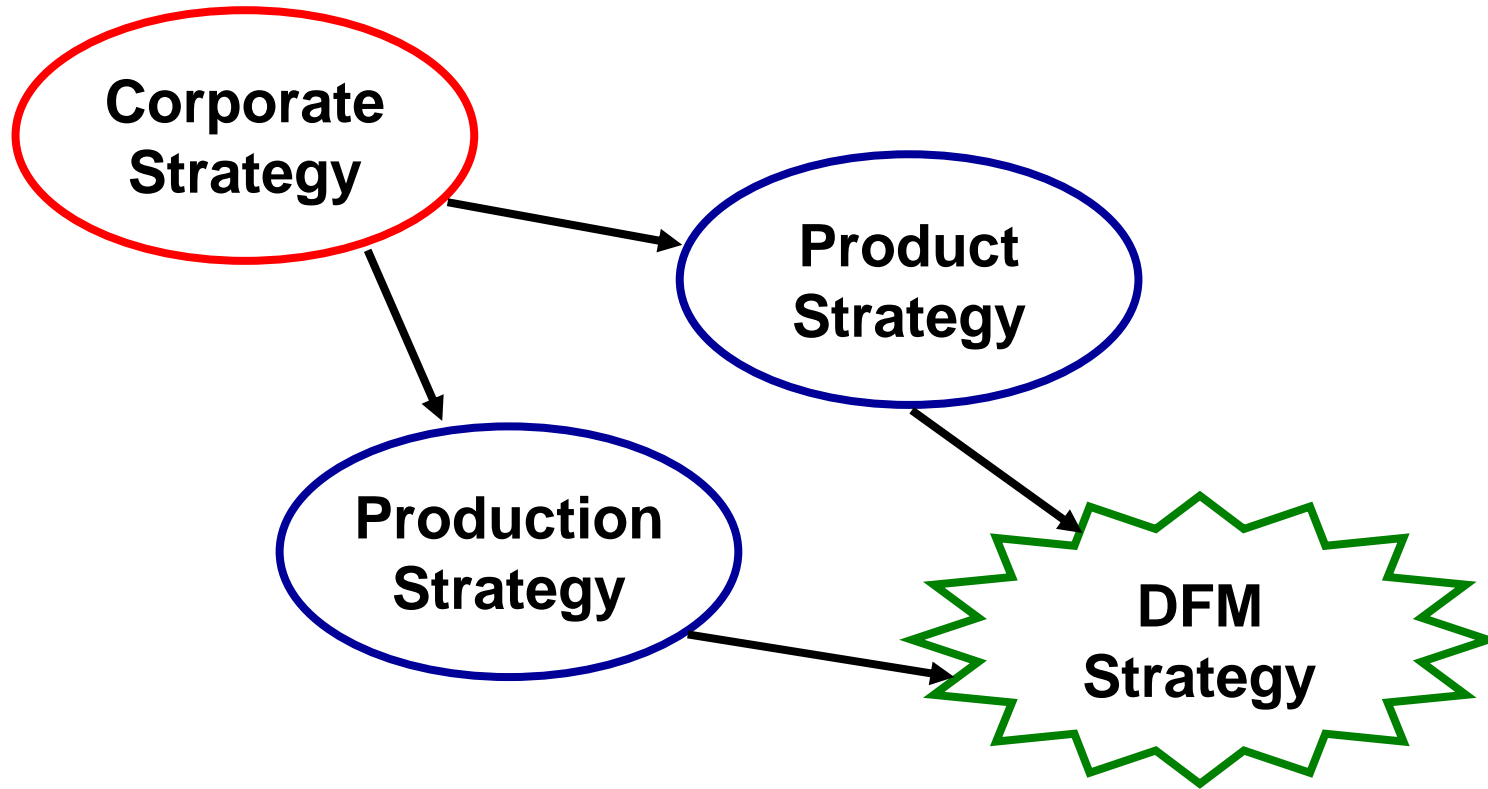 Corporate
Strategy
Product
Strategy
Production
Strategy
DFM
Strategy